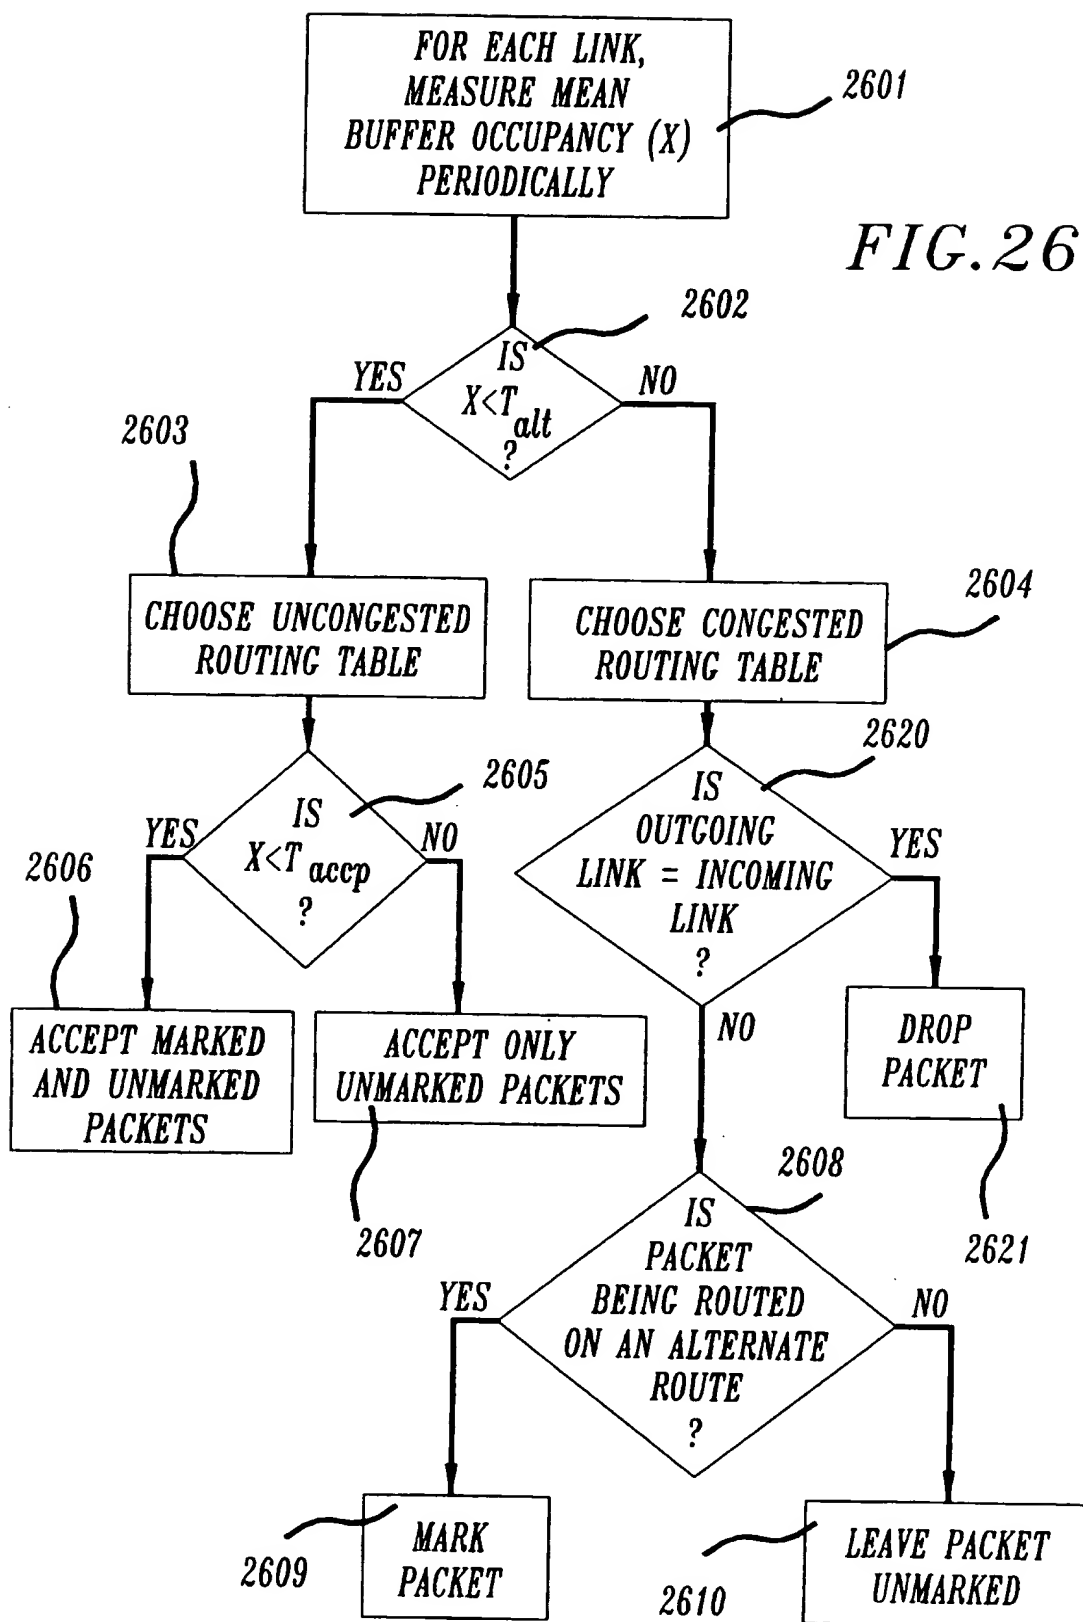 FOR EACH LINK,
MEASURE MEAN
BUFFER OCCUPANCY (X)
PERIODICALLY
2601
FIG.26
2602
IS
X<T alt
?
YES
NO
2603
CHOOSE UNCONGESTED
ROUTING TABLE
2604
CHOOSE CONGESTED
ROUTING TABLE
2605
IS
X<T accp
?
YES
NO
2620
IS
OUTGOING
LINK = INCOMING
LINK
?
YES
NO
2606
ACCEPT MARKED
AND UNMARKED
PACKETS
ACCEPT ONLY
UNMARKED PACKETS
2607
DROP
PACKET
2621
2608
IS
PACKET
BEING ROUTED
ON AN ALTERNATE
ROUTE
?
YES
NO
MARK
PACKET
2609
LEAVE PACKET
UNMARKED
2610